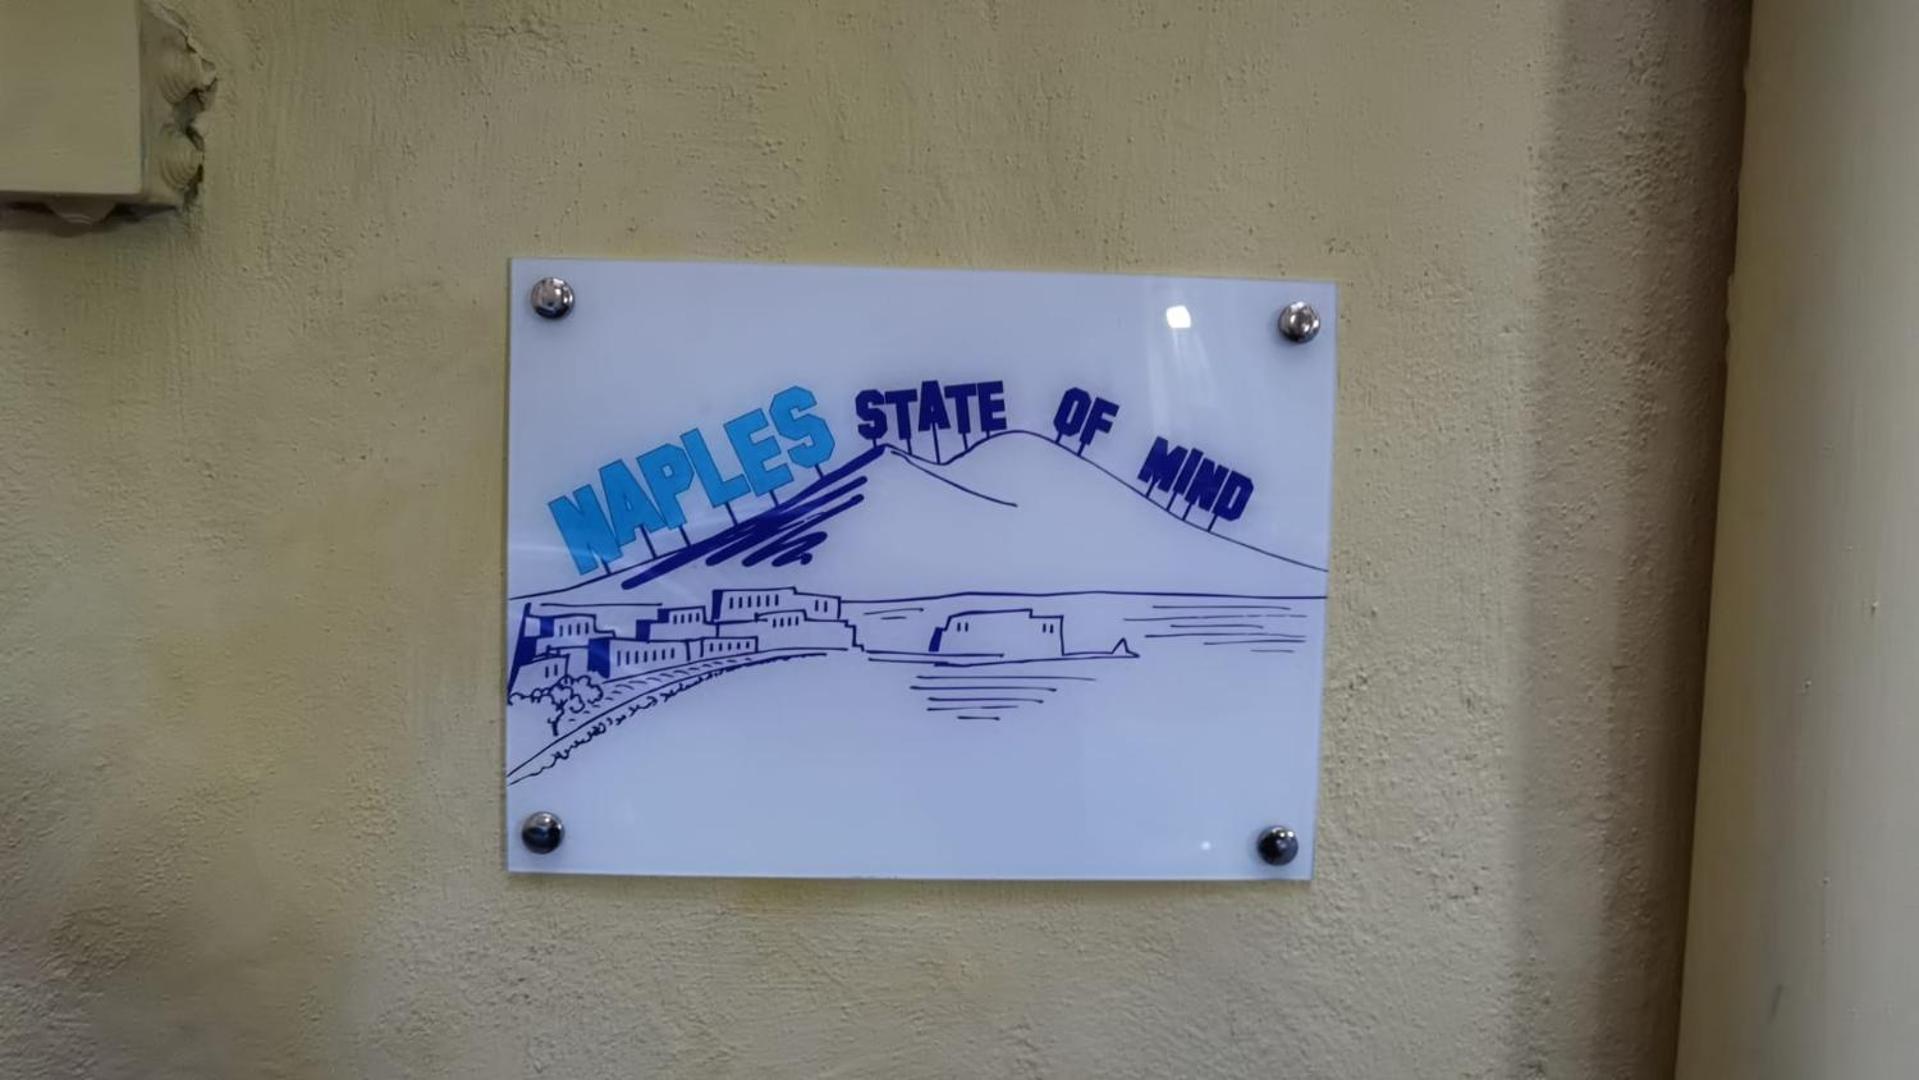 NAPLES STATE OF MIND